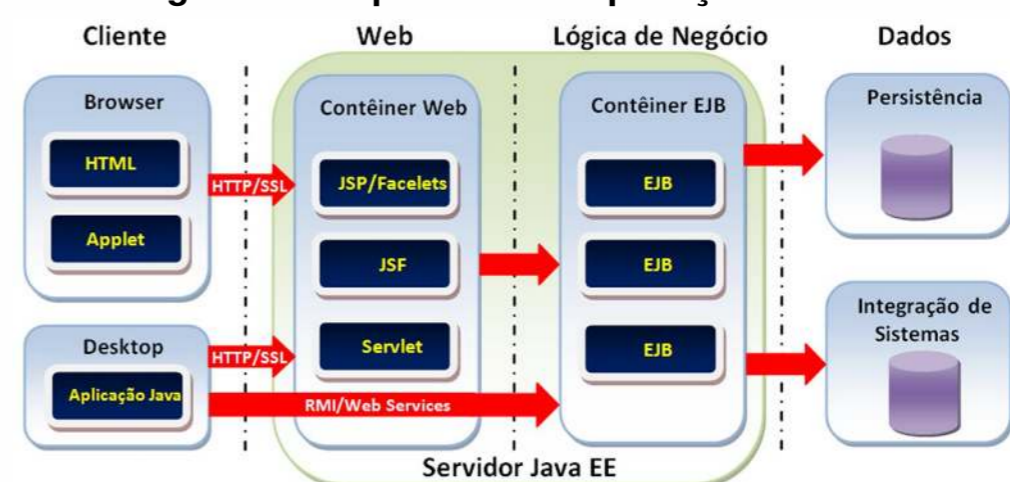 Cliente
Web
Lógica de Negócio
Dados
Browser
HTML
Applet
HTTP/SSL
Contêiner Web
JSP/Facelets
JSF
Servlet
Contêiner EJB
EJB
EJB
EJB
Persistência
Desktop
Aplicação Java
HTTP/SSL
RMI/Web Services
Integração de
Sistemas
Servidor Java EE